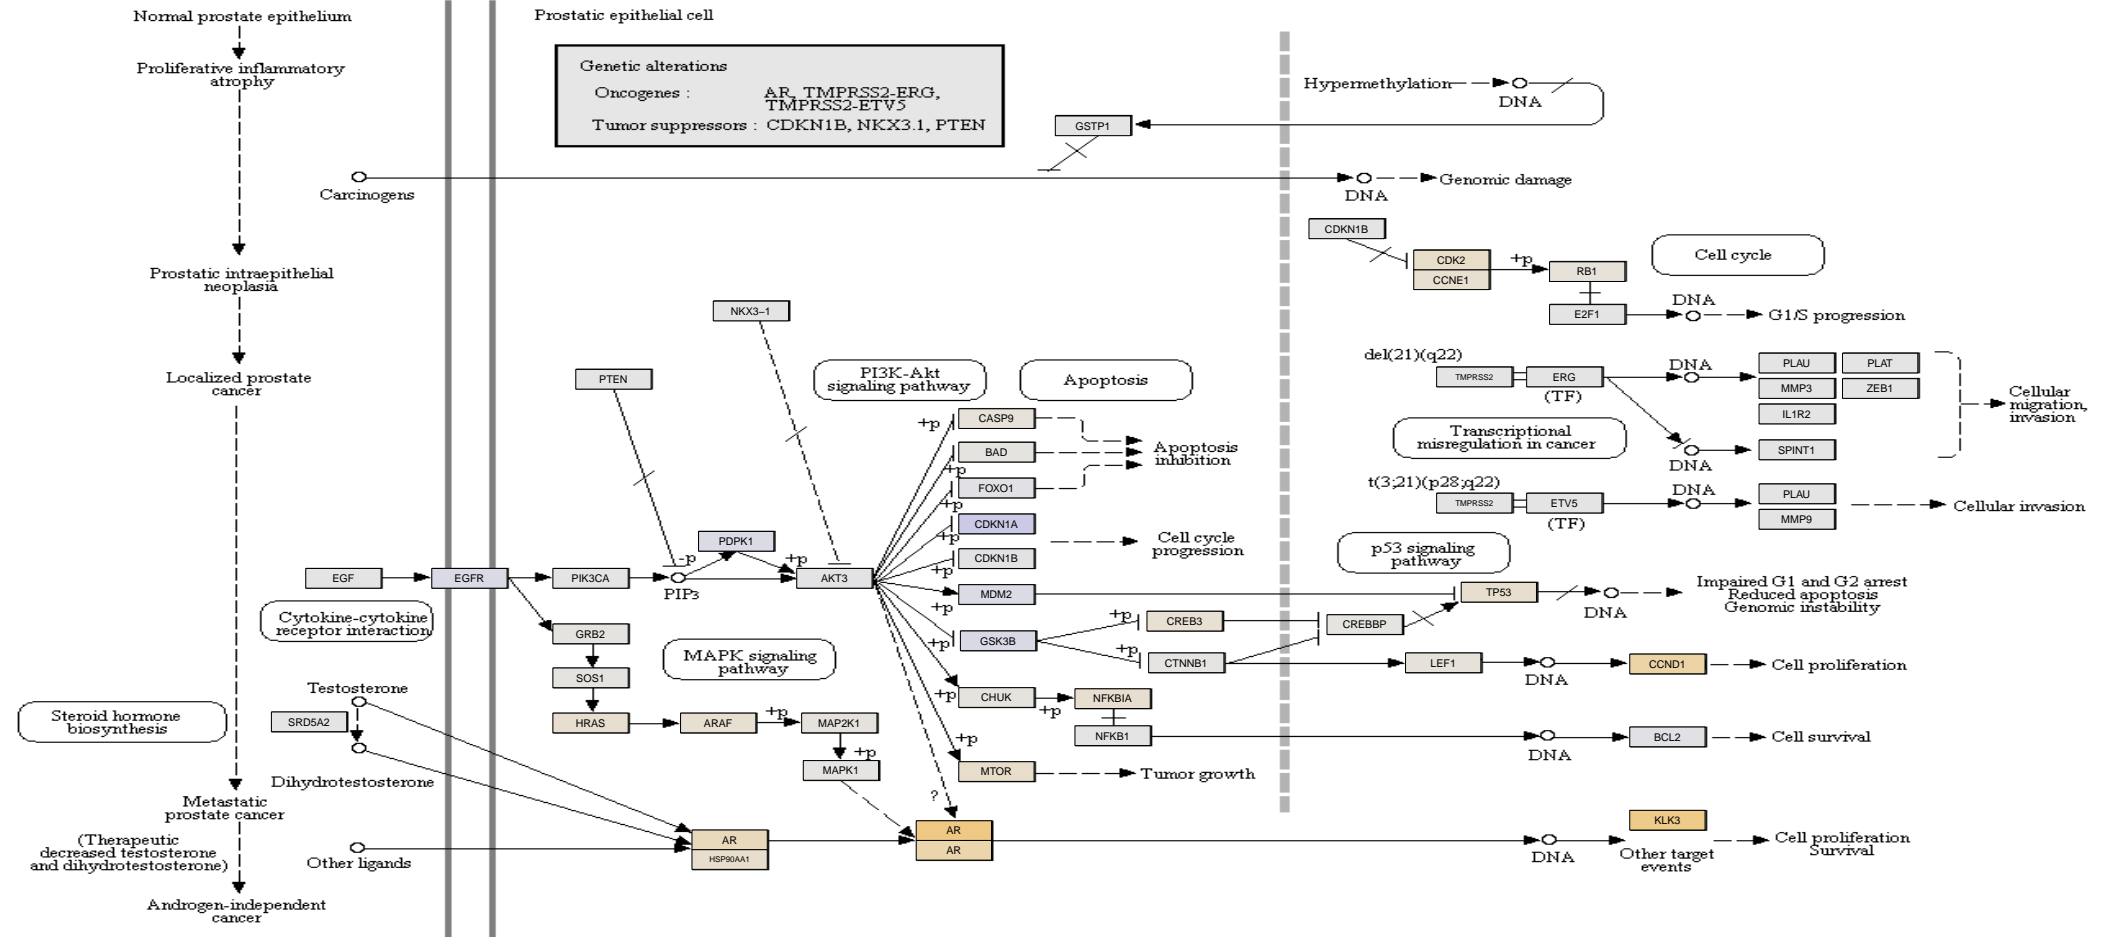 Normal prostate epithelium
Proliferative inflammatory
atrophy
Prostatic intraepithelial
neoplasia
Localized prostate
cancer
Steroid hormone
biosynthesis
Metastatic
prostate cancer
(Therapeutic
decreased testosterone
and dihydrotestosterone)
Androgen-independent
cancer
Prostatic epithelial cell
Genetic alterations
Oncogenes : AR, TMPRSS2-ERG,
TMPRSS2-ETV5
Tumor suppressors : CDKN1B, NKX3.1, PTEN
Hypermethylation
DNA
GSTP1
Carcinogens
DNA
Genomic damage
CDKN1B
CDK2
CCNE1
+p
RB1
E2F1
Cell cycle
DNA
G1/S progression
NKX3−1
PTEN
PI3K-Akt
signaling pathway
Apoptosis
del(21)(q22)
TMPRSS2
ERG
(TF)
DNA
PLAU
PLAT
MMP3
ZEB1
IL1R2
Cellular
migration,
invasion
Transcriptional
misregulation in cancer
DNA
SPINT1
t(3;21)(p28;q22)
TMPRSS2
ETV5
(TF)
DNA
PLAU
MMP9
Cellular invasion
+p
CASP9
BAD
+p
FOXO1
+p
Apoptosis
inhibition
CDKN1A
+p
CDKN1B
+p
Cell cycle
progression
MDM2
+p
GSK3B
+p
p53 signaling
pathway
TP53
DNA
Impaired G1 and G2 arrest
Reduced apoptosis
Genomic instability
EGF
EGFR
PIK3CA
PIP3
-p
PDPK1
+p
AKT3
Cytokine-cytokine
receptor interaction
GRB2
SOS1
HRAS
MAPK signaling
pathway
ARAF
+p
MAP2K1
+p
MAPK1
+p
CREB3
+p
CTNNB1
CREBBP
LEF1
DNA
CCND1
Cell proliferation
CHUK
+p
NFKBIA
+p
NFKB1
DNA
BCL2
Cell survival
+p
MTOR
Tumor growth
?
Testosterone
SRD5A2
Dihydrotestosterone
Other ligands
AR
HSP90AA1
AR
AR
DNA
KLK3
Other target
events
Cell proliferation
Survival